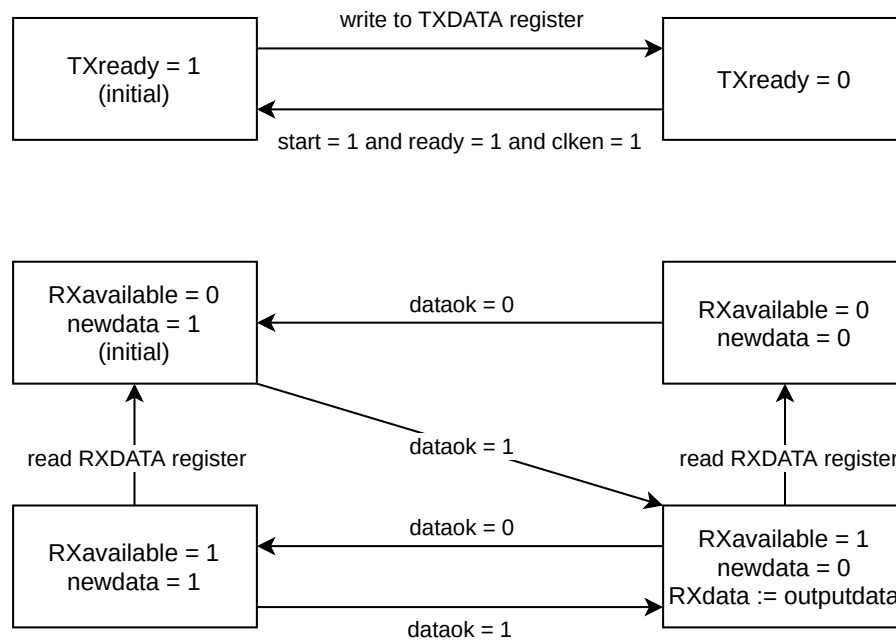 write to TXDATA register
TXready = 1
(initial)
TXready = 0
start = 1 and ready = 1 and clken = 1
RXavailable = 0
newdata = 1
(initial)
dataok = 0
RXavailable = 0
newdata = 0
read RXDATA register
dataok = 1
read RXDATA register
RXavailable = 1
newdata = 1
dataok = 0
RXavailable = 1
newdata = 0
RXdata := outputdata
dataok = 1